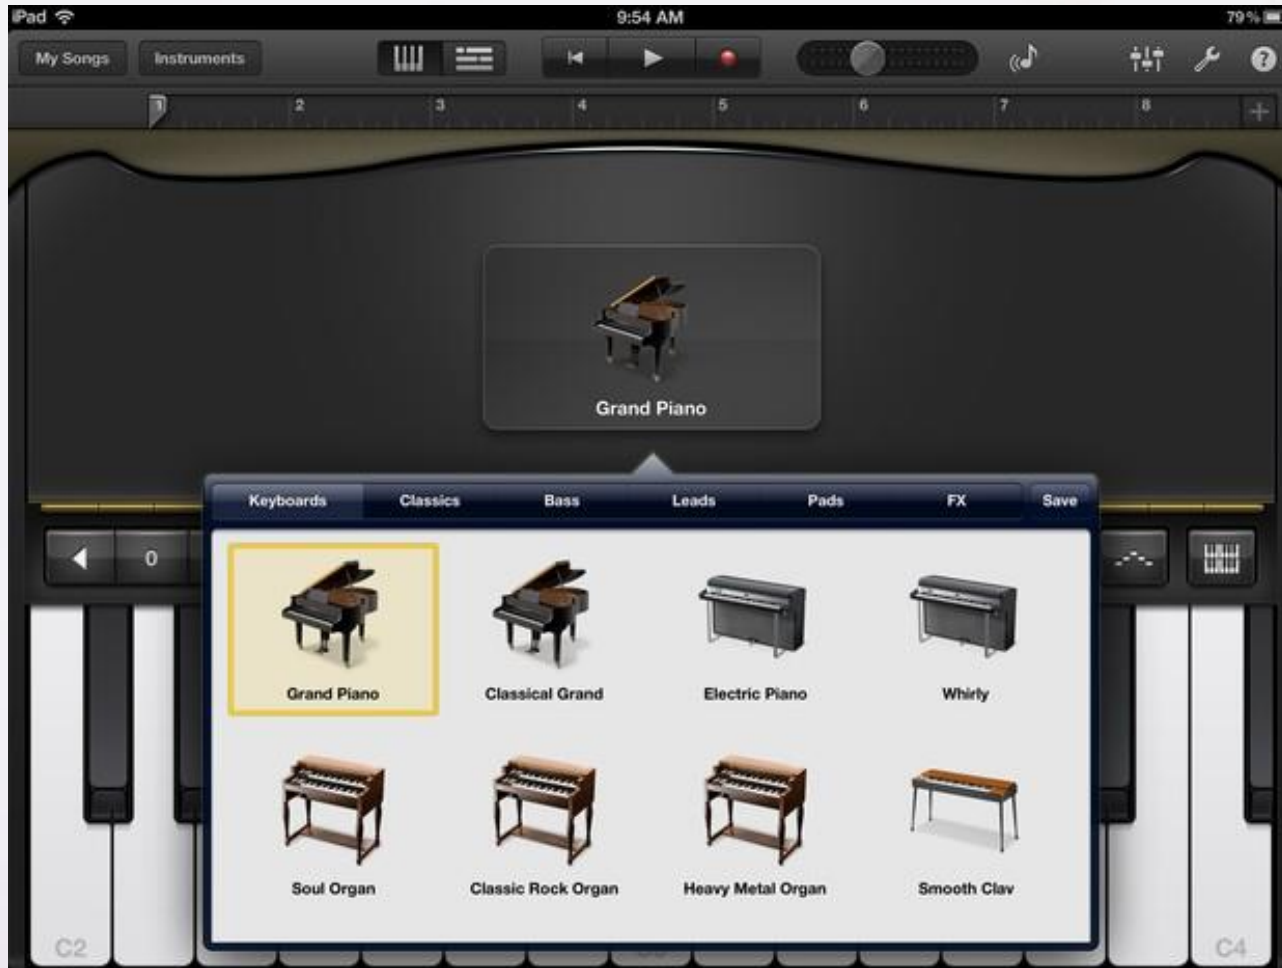 iPad 9:54 AM 79%
My Songs Instruments ?
1 2 3 4 5 6 7 8 +
Grand Piano
Keyboards Classics Bass Leads Pads FX Save
0
Grand Piano Classical Grand Electric Piano Whirly
Soul Organ Classic Rock Organ Heavy Metal Organ Smooth Clav
C2 C4